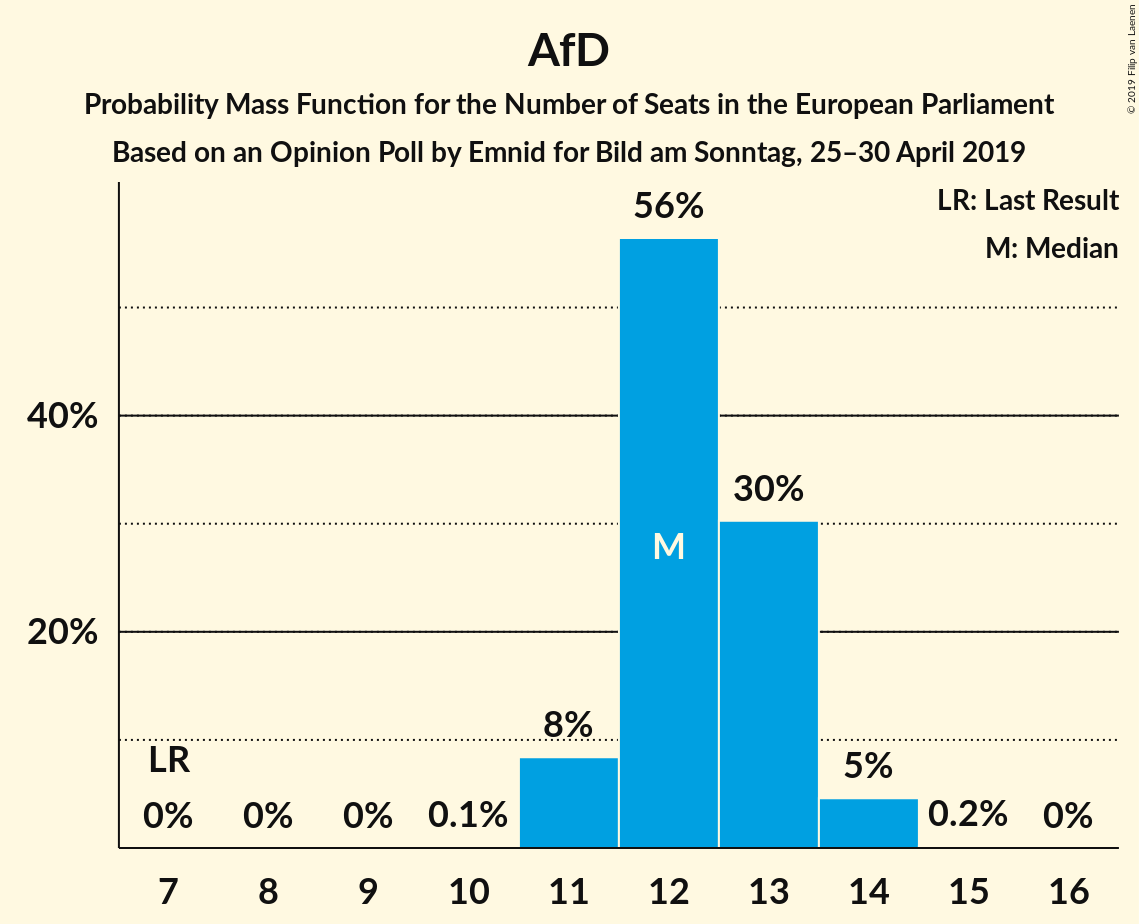 AfD
Probability Mass Function for the Number of Seats in the European Parliament
Based on an Opinion Poll by Emnid for Bild am Sonntag, 25–30 April 2019
© 2019 Filip van Laenen
LR: Last Result
M: Median
56%
40%
30%
M
20%
8%
LR
5%
0% 0% 0% 0.1% 0.2% 0%
7 8 9 10 11 12 13 14 15 16